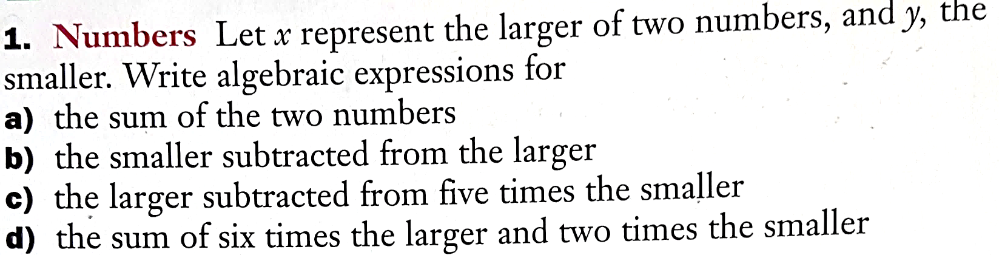 1. Numbers Let x represent the larger of two numbers, and y, the
smaller. Write algebraic expressions for
a) the sum of the two numbers
b) the smaller subtracted from the larger
c) the larger subtracted from five times the smaller
d) the sum of six times the larger and two times the smaller